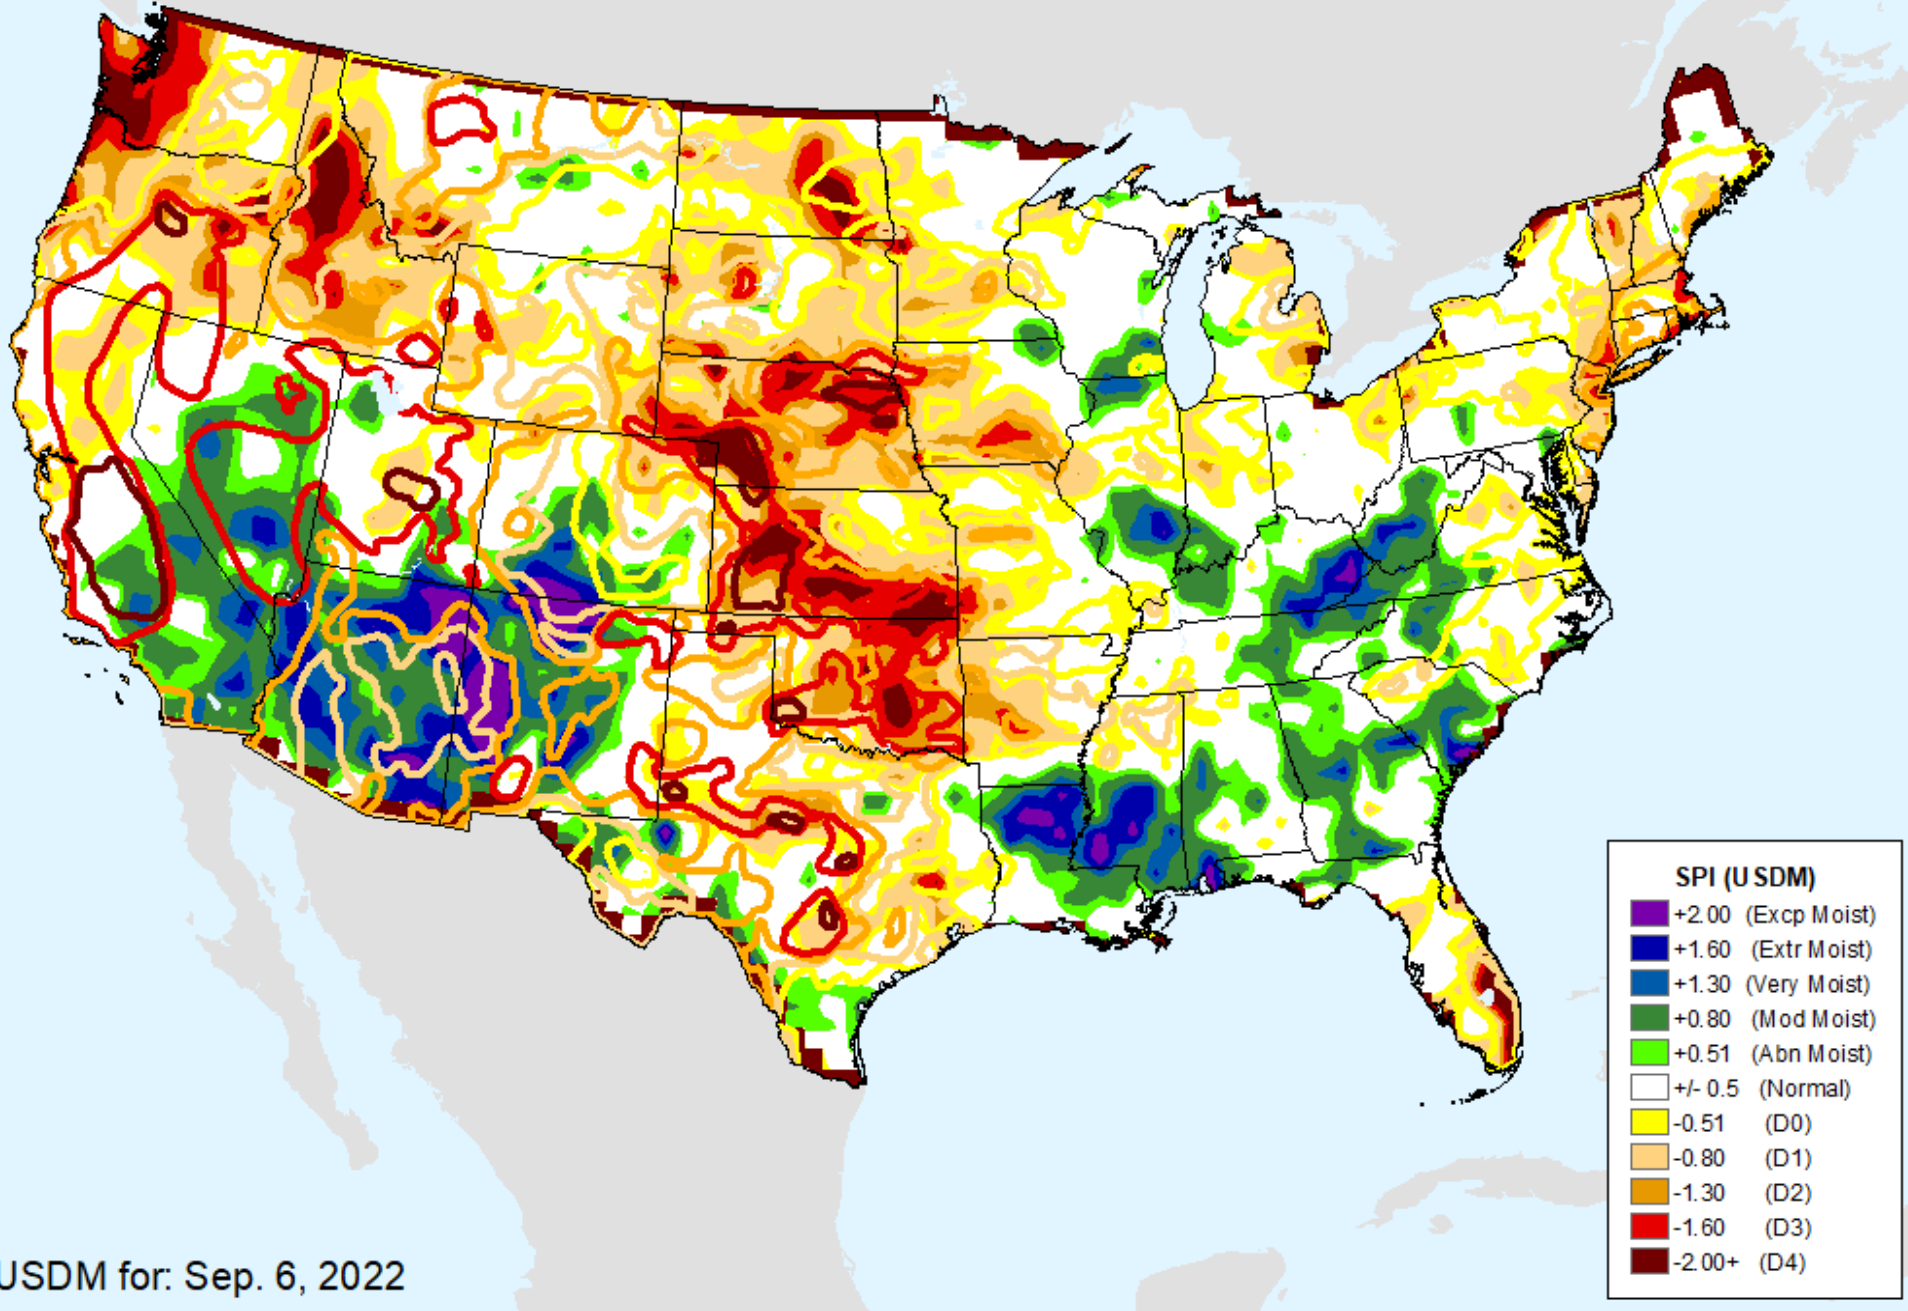 SPI (USDM)
+2.00 (Excp Moist)
+1.60 (Extr Moist)
+1.30 (Very Moist)
+0.80 (Mod Moist)
+0.51 (Abn Moist)
+/- 0.5 (Normal)
-0.51 (D0)
-0.80 (D1)
-1.30 (D2)
-1.60 (D3)
-2.00+ (D4)
USDM for: Sep. 6, 2022